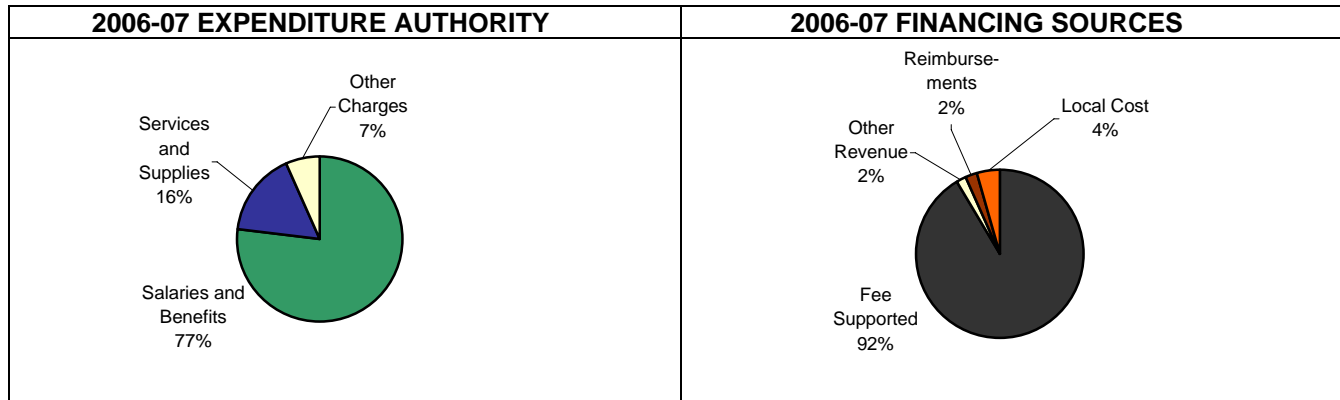 2006-07 EXPENDITURE AUTHORITY
Other
Charges
7%
Services
and
Supplies
16%
Salaries and
Benefits
77%
2006-07 FINANCING SOURCES
Reimburse-
ments
2%
Local Cost
4%
Other
Revenue
2%
Fee
Supported
92%